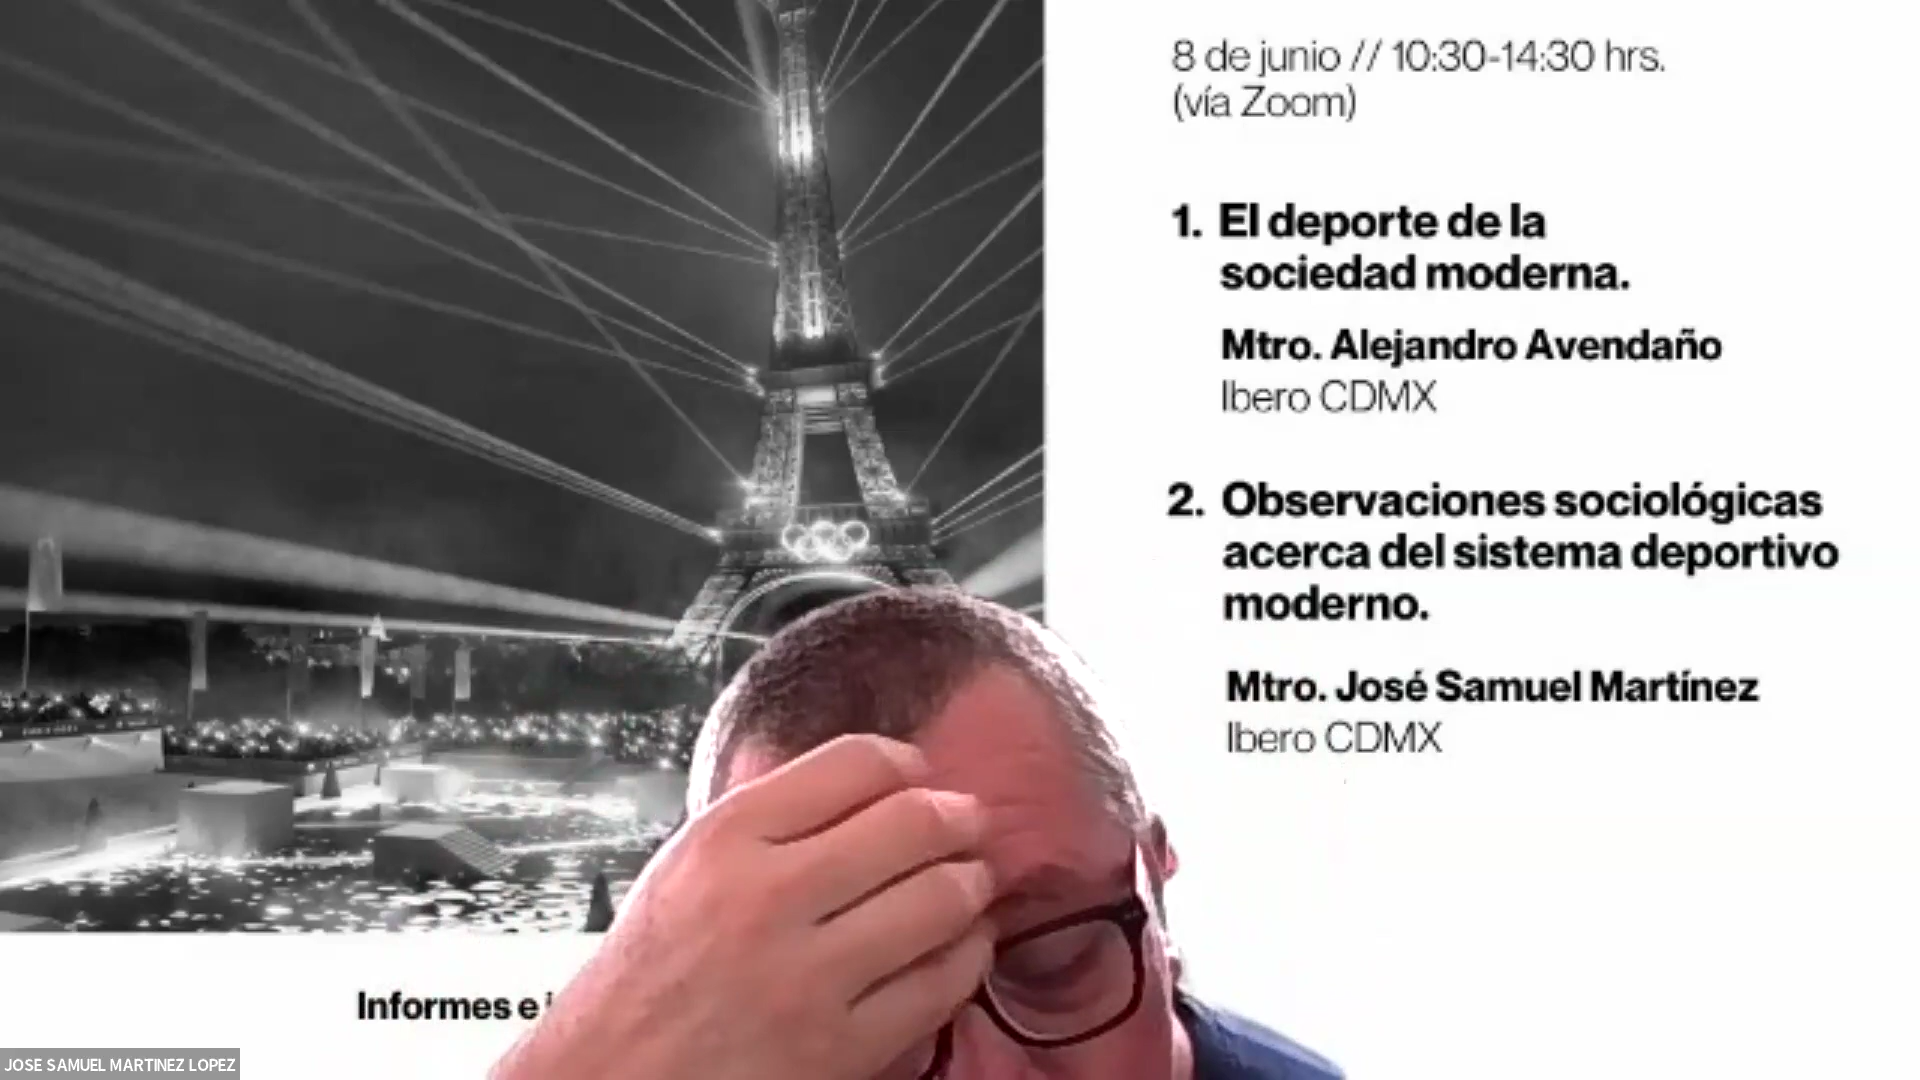 8 de junio // 10:30-14:30 hrs.
(vía Zoom)
1. El deporte de la
sociedad moderna.
Mtro. Alejandro Avendaño
Ibero CDMX
2. Observaciones sociológicas
acerca del sistema deportivo
moderno.
Mtro. José Samuel Martínez
Ibero CDMX
Informes e
JOSE SAMUEL MARTINEZ LOPEZ